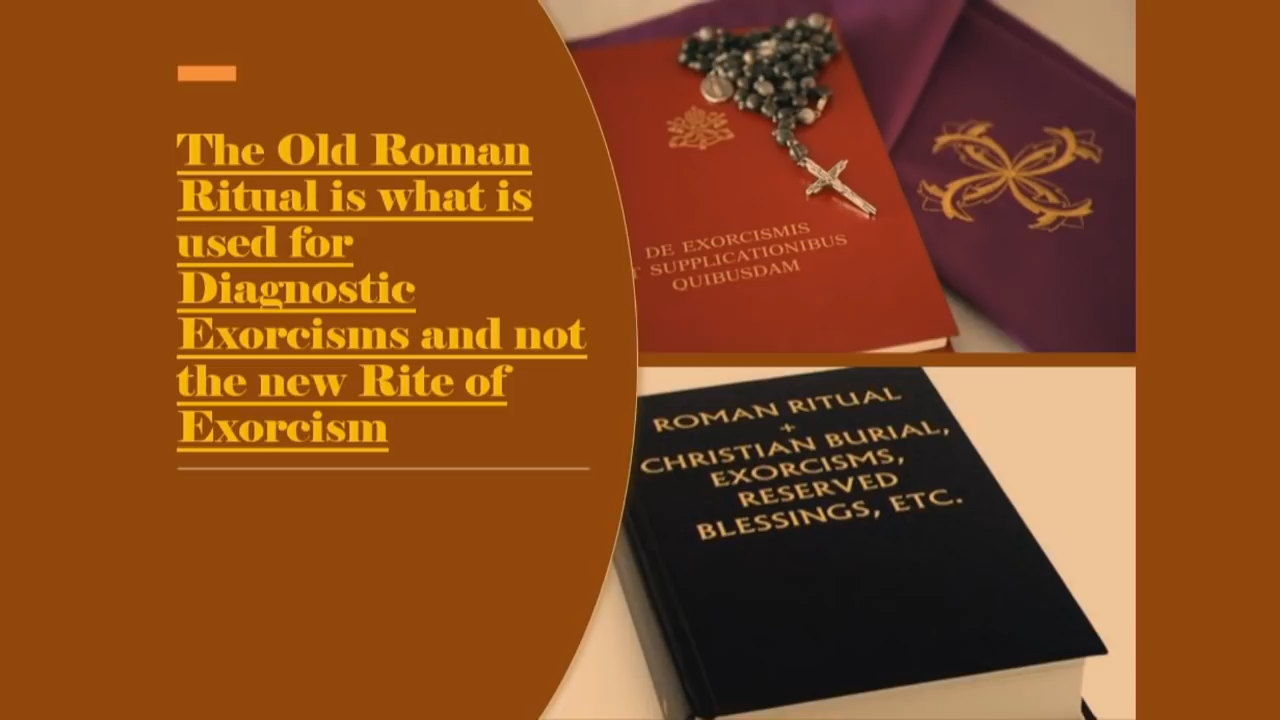 The Old Roman
Ritual is what is
used for
Diagnostic
Exorcisms and not
the new Rite of
Exorcism
DE EXORCISMIS
T SUPPLICATIONIBUS
QUIBUSDAM
ROMAN RITUAL
+
CHRISTIAN BURIAL,
EXORCISMS,
RESERVED
BLESSINGS, ETC.